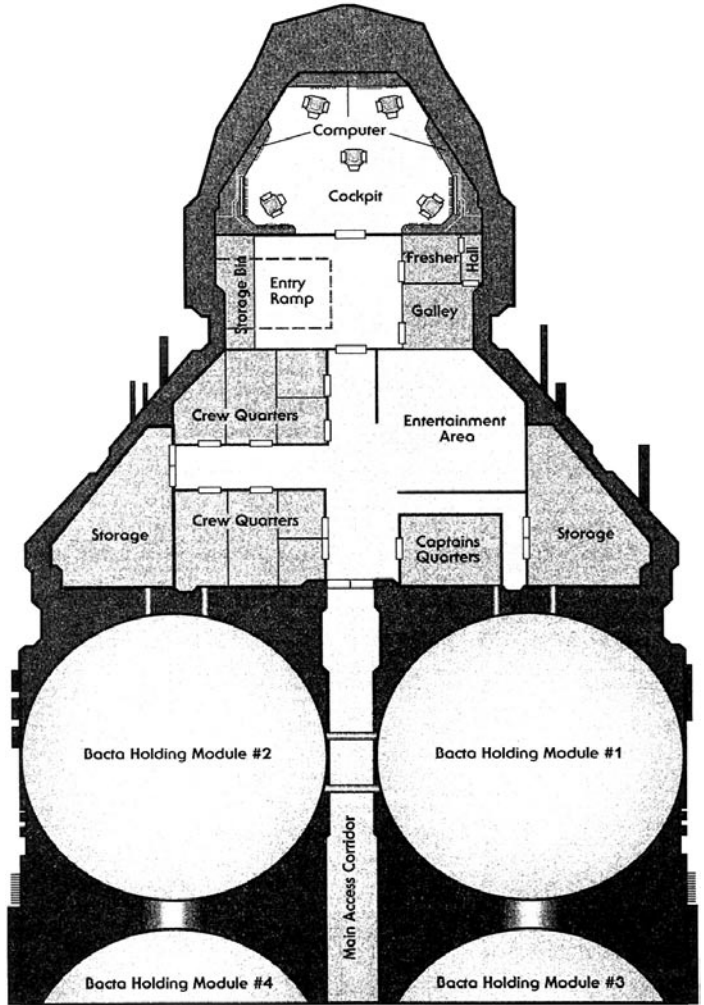 Computer
Cockpit
Fresher
Hall
Storage Bin
Entry
Ramp
Galley
Crew Quarters
Entertainment
Area
Storage
Crew Quarters
Captains
Quarters
Storage
Bacta Holding Module #2
Bacta Holding Module #1
Main Access Corridor
Bacta Holding Module #4
Bacta Holding Module #3